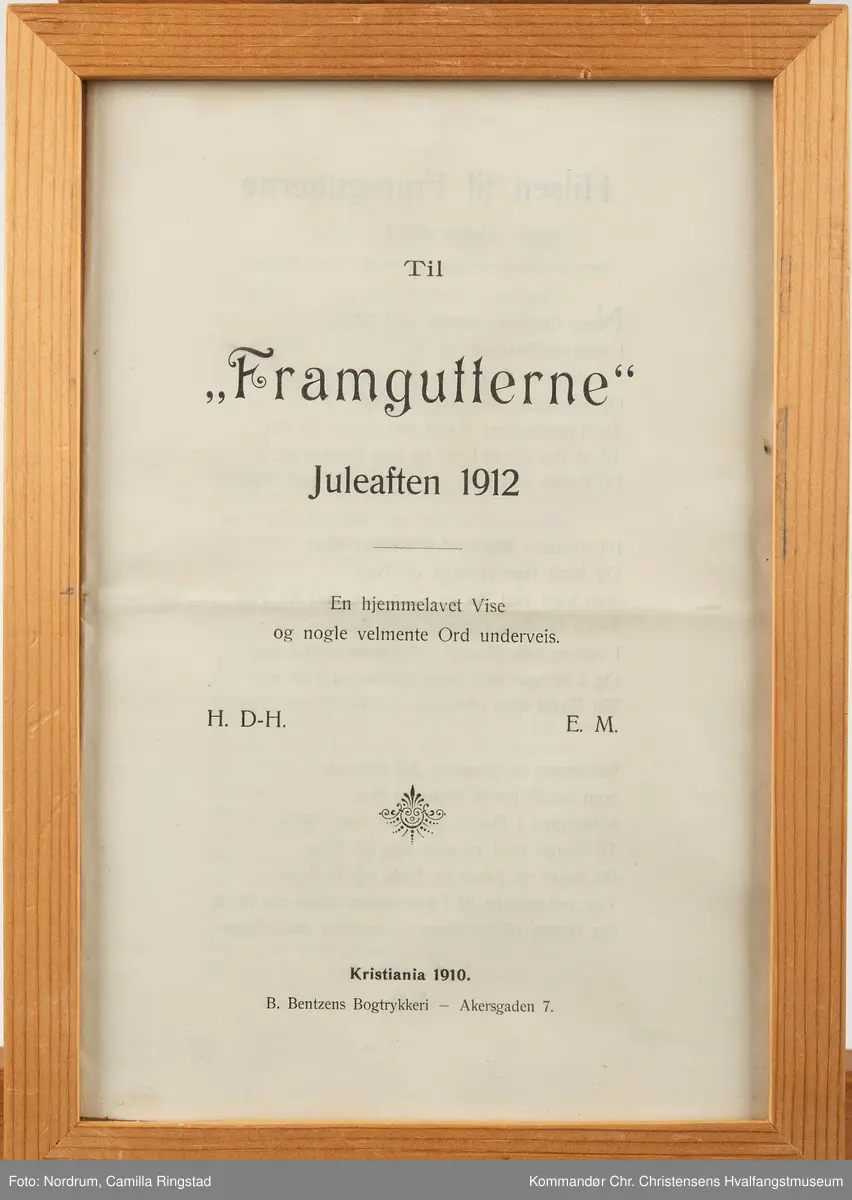 Til
„Framgutterne“
Juleaften 1912
En hjemmelavet Vise
og nogle velmente Ord underveis.
H. D-H. E. M.
Kristiania 1910.
B. Bentzens Bogtrykkeri — Akersgaden 7.
Foto: Nordrum, Camilla Ringstad Kommandør Chr. Christensens Hvalfangstmuseum